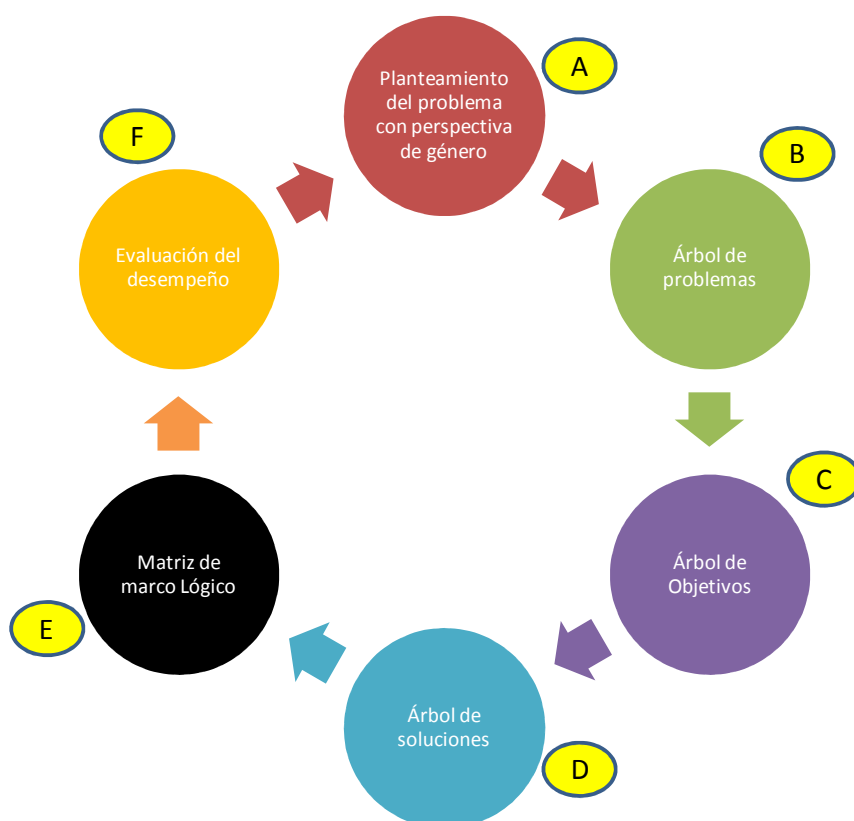 Planteamiento
del problema
con perspectiva
de género
A
Árbol de
problemas
B
Árbol de
Objetivos
C
Árbol de
soluciones
D
Matriz de
marco Lógico
E
Evaluación del
desempeño
F